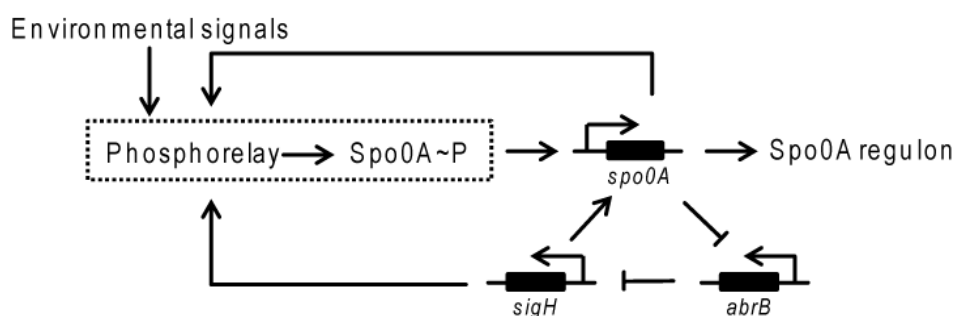 Environmental signals
Phosphorelay Spo0A~P
spo0A
Spo0A regulon
sigH
abrB